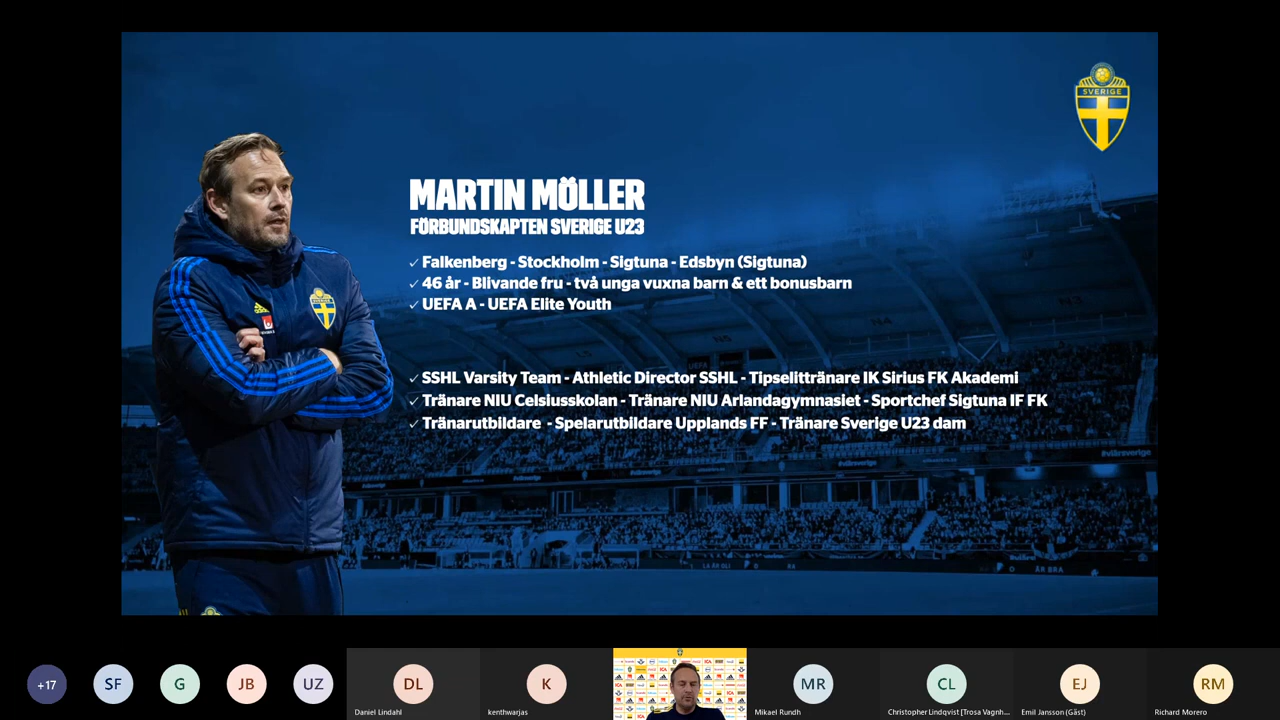 SVERIGE
MARTIN MÖLLER
FÖRBUNDSKAPTEN SVERIGE U23
✓ Falkenberg - Stockholm - Sigtuna - Edsbyn (Sigtuna)
✓ 46 år - Blivande fru - två unga vuxna barn & ett bonusbarn
✓ UEFA A - UEFA Elite Youth
✓ SSHL Varsity Team - Athletic Director SSHL - Tipselittränare IK Sirius FK Akademi
✓ Tränare NIU Celsiusskolan - Tränare NIU Arlandagymnasiet - Sportchef Sigtuna IF FK
✓ Tränarutbildare - Spelarutbildare Upplands FF - Tränare Sverige U23 dam
#viärsverige
ÄR BRA
+17
SF
G
JB
UZ
DL
K
MR
CL
EJ
RM
Daniel Lindahl
kenthwarjas
Mikael Rundh
Christopher Lindqvist [Trosa Vagnh...
Emil Jansson (Gäst)
Richard Morero